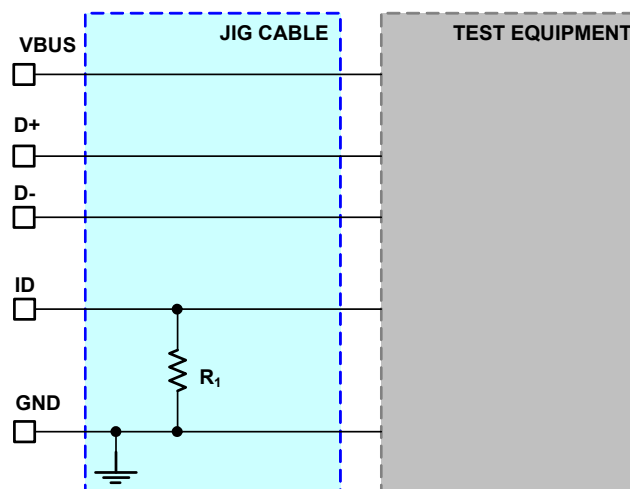 JIG CABLE
TEST EQUIPMENT
VBUS
D+
D-
ID
R₁
GND